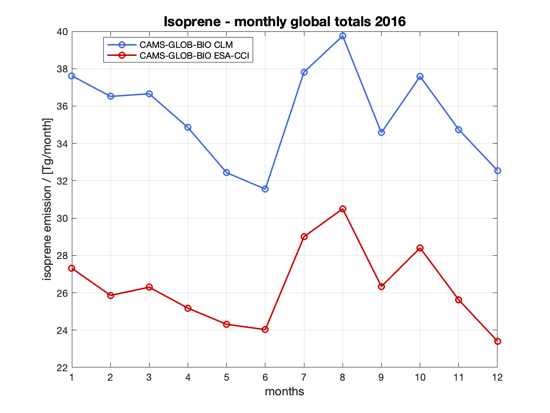 Isoprene - monthly global totals 2016
CAMS-GLOB-BIO CLM
CAMS-GLOB-BIO ESA-CCI
isoprene emission / [Tg/month]
40
38
36
34
32
30
28
26
24
22
1 2 3 4 5 6 7 8 9 10 11 12
months